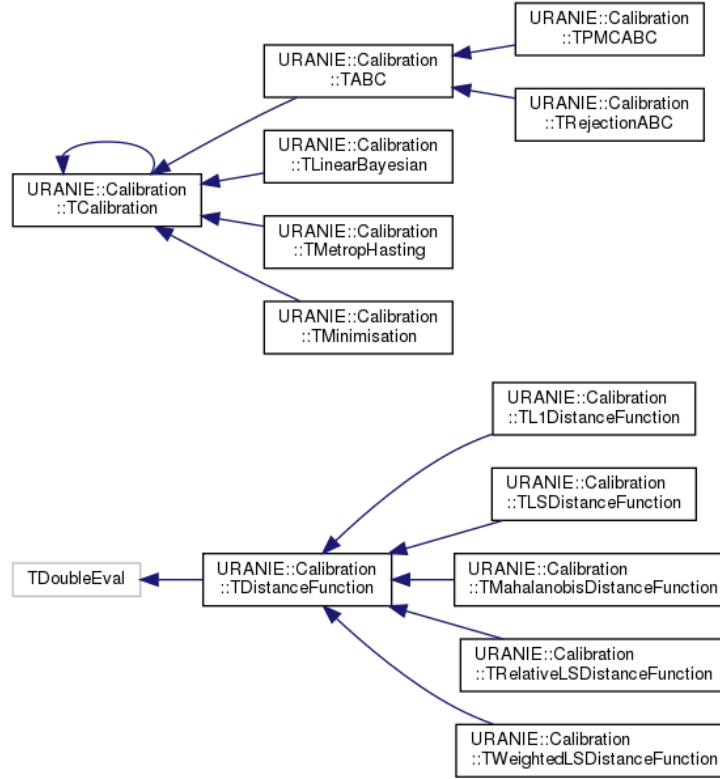 URANIE::Calibration
::TPMCABC
URANIE::Calibration
::TABC
URANIE::Calibration
::TRejectionABC
URANIE::Calibration
::TLinearBayesian
URANIE::Calibration
::TCalibration
URANIE::Calibration
::TMetropHasting
URANIE::Calibration
::TMinimisation
URANIE::Calibration
::TL1DistanceFunction
URANIE::Calibration
::TLSDistanceFunction
TDoubleEval
URANIE::Calibration
::TDistanceFunction
URANIE::Calibration
::TMahalanobisDistanceFunction
URANIE::Calibration
::TRelativeLSDistanceFunction
URANIE::Calibration
::TWeightedLSDistanceFunction